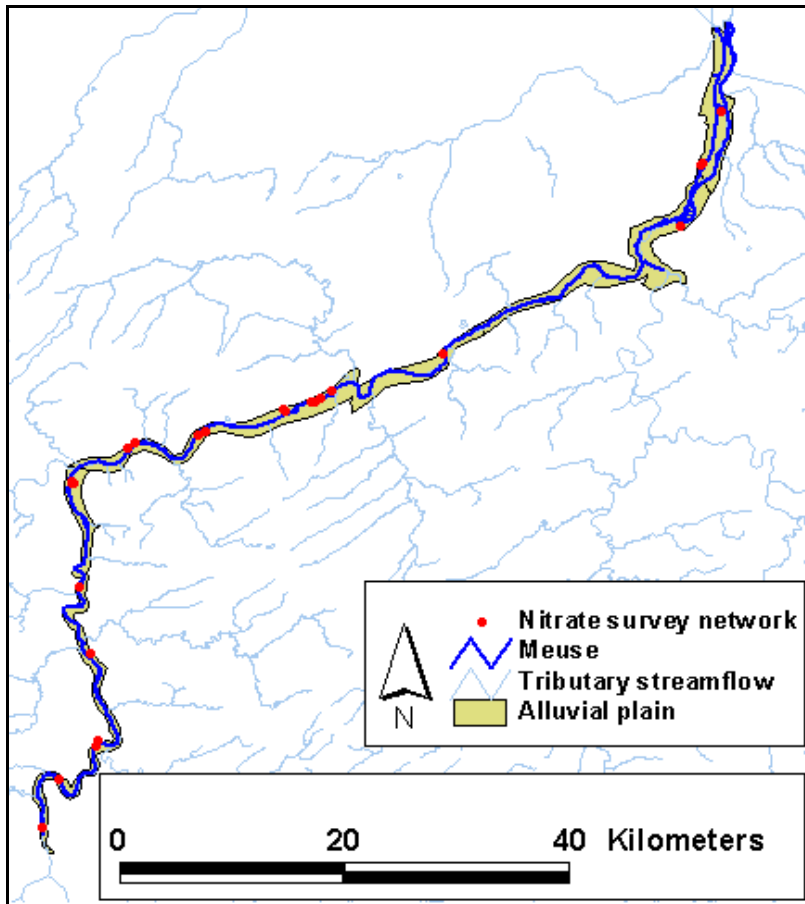 Nitrate survey network
Meuse
Tributary streamflow
Alluvial plain
N
0 20 40 Kilometers